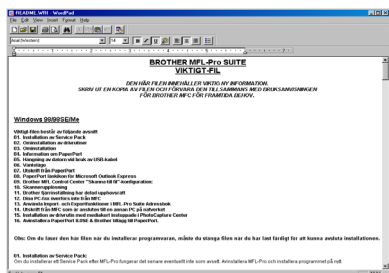 README.WRI - WordPad
File Edit View Insert Format Help
BROTHER MFL-Pro SUITE
VIKTIGT-FIL
DEN HÄR FILEN INNEHÅLLER VIKTIG NY INFORMATION.
SKRIV UT EN KOPIA AV FILEN OCH FÖRVARA DEN TILLSAMMANS MED BRUKSANVISNINGEN
FÖR BROTHER MFC FÖR FRAMTIDA BEHOV.
Windows 98/98SE/Me
Viktigt-filen består av följande avsnitt
01. Installation av Service Pack
02. Ominstallation av drivrutiner
03. Ominstallation
04. Information om PaperPort
05. Hängning av datorn vid bruk av USB-kabel
06. Vänteläge
07. Utskrift från PaperPort
08. PaperPort länkikon för Microsoft Outlook Express
09. Brother MFL Control Center "Skanna till fil"-konfiguration:
10. Skannerupplösning
11. Brother fjärrinställning har delad upphovsrätt
12. Dina PC-fax överförs inte från MFC
13. Använda Import- och Exportfunktionen i MFL-Pro Suite Adressbok
14. Utskrift från MFC som är ansluten till en annan PC på nätverket
15. Installation av drivrutin med mediakort instoppade i PhotoCapture Center
16. Avinstallera PaperPort 8.0SE & Brother tillägg till PaperPort.
Obs: Om du läser den här filen när du installerar programvaran, måste du stänga filen när du har läst färdigt för att kunna avsluta installationen.
01. Installation av Service Pack:
Om du installerar ett Service Pack efter MFL-Pro fungerar det senare eventuellt inte som avsett. Avinstallera MFL-Pro och installera programmet på nytt.